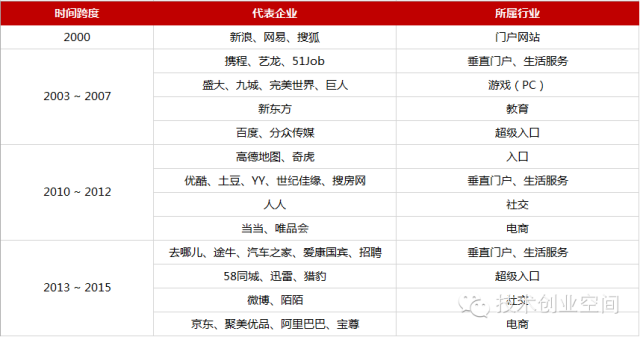 时间跨度 代表企业 所属行业
2000 新浪、网易、搜狐 门户网站
携程、艺龙、51Job 垂直门户、生活服务
2003 ~ 2007 盛大、九城、完美世界、巨人 游戏（PC）
新东方 教育
百度、分众传媒 超级入口
高德地图、奇虎 入口
2010 ~ 2012 优酷、土豆、YY、世纪佳缘、搜房网 垂直门户、生活服务
人人 社交
当当、唯品会 电商
去哪儿、途牛、汽车之家、爱康国宾、招聘 垂直门户、生活服务
2013 ~ 2015 58同城、迅雷、猎豹 超级入口
微博、陌陌 社交
技术创业空间
京东、聚美优品、阿里巴巴、宝尊 电商